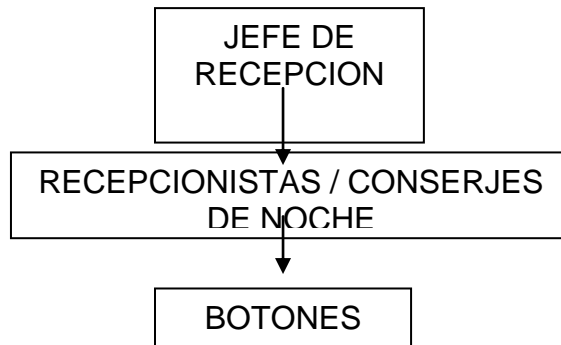 JEFE DE
RECEPCION
RECEPCIONISTAS / CONSERJES
DE NOCHE
BOTONES